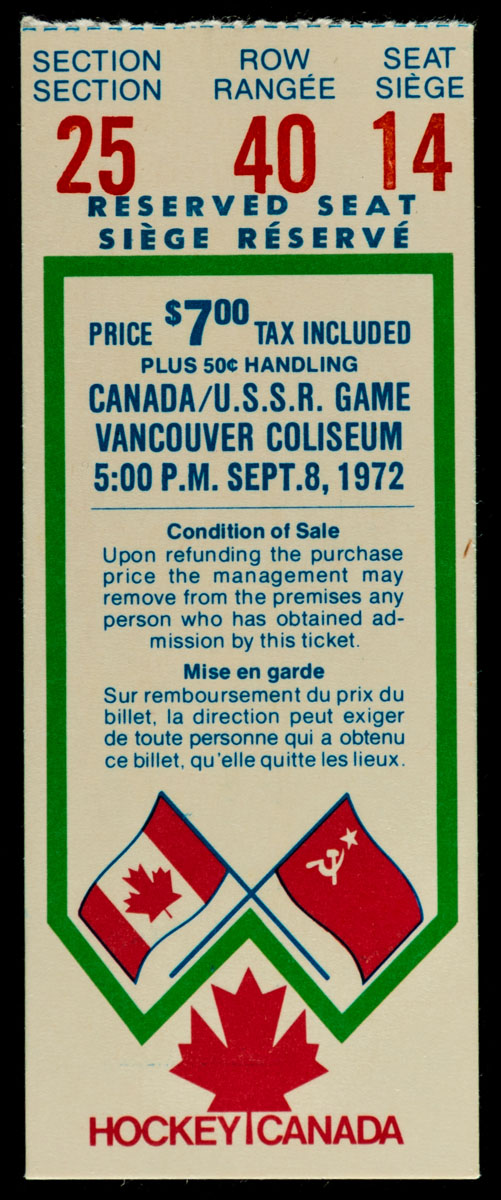 SECTION ROW SEAT
SECTION RANGÉE SIÈGE
25 40 14
RESERVED SEAT
SIÈGE RÉSERVÉ
PRICE $700 TAX INCLUDED
PLUS 50¢ HANDLING
CANADA/U.S.S.R. GAME
VANCOUVER COLISEUM
5:00 P.M. SEPT.8, 1972
Condition of Sale
Upon refunding the purchase
price the management may
remove from the premises any
person who has obtained ad-
mission by this ticket.
Mise en garde
Sur remboursement du prix du
billet, la direction peut exiger
de toute personne qui a obtenu
ce billet, qu'elle quitte les lieux.
HOCKEY CANADA